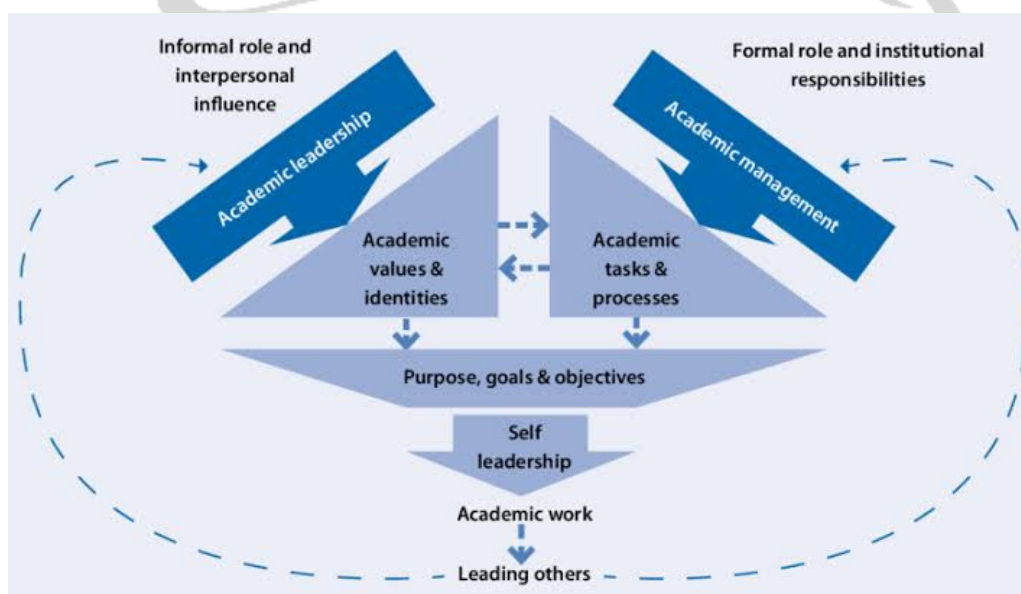 Informal role and
interpersonal
influence
Formal role and institutional
responsibilities
Academic leadership
Academic management
Academic
values &
identities
Academic
tasks &
processes
Purpose, goals & objectives
Self
leadership
Academic work
Leading others